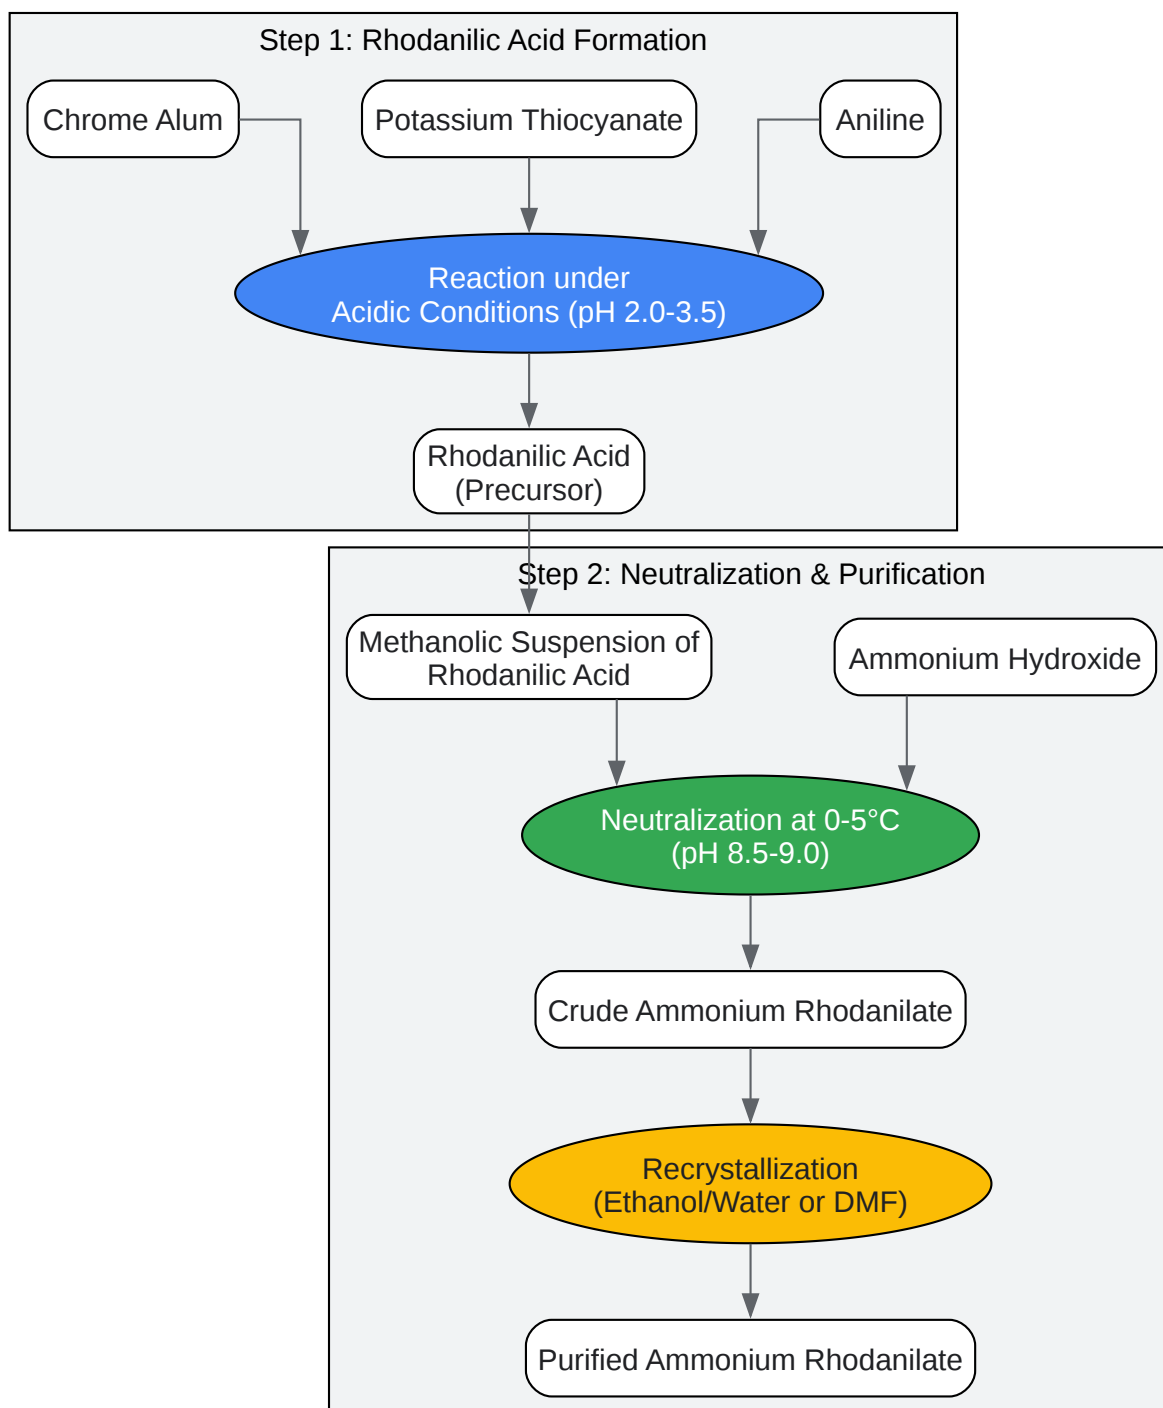 Step 1: Rhodanilic Acid Formation
Chrome Alum
Potassium Thiocyanate
Aniline
Reaction under
Acidic Conditions (pH 2.0-3.5)
Rhodanilic Acid
(Precursor)
Step 2: Neutralization & Purification
Methanolic Suspension of
Rhodanilic Acid
Ammonium Hydroxide
Neutralization at 0-5°C
(pH 8.5-9.0)
Crude Ammonium Rhodanilate
Recrystallization
(Ethanol/Water or DMF)
Purified Ammonium Rhodanilate